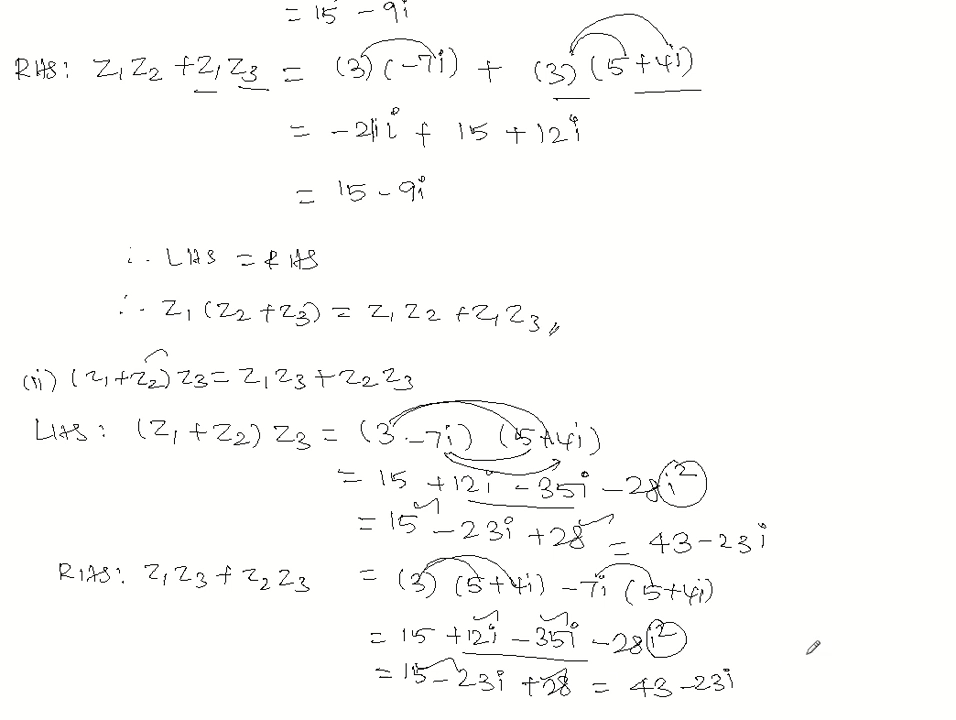 = 15 - 9i
RHS: Z₁Z₂ + Z₁Z₃ = (3)(-7i) + (3)(5+4i)
= -21i + 15 + 12i
= 15 - 9i
∴ LHS = RHS
∴ Z₁(Z₂+Z₃) = Z₁Z₂ + Z₁Z₃
(ii) (Z₁+Z₂)Z₃ = Z₁Z₃ + Z₂Z₃
LHS: (Z₁+Z₂)Z₃ = (3-7i)(5+4i)
= 15 + 12i - 35i - 28i²
= 15 - 23i + 28 = 43 - 23i
RHS: Z₁Z₃ + Z₂Z₃ = (3)(5+4i) - 7i(5+4i)
= 15 + 12i - 35i - 28i²
= 15 - 23i + 28 = 43 - 23i